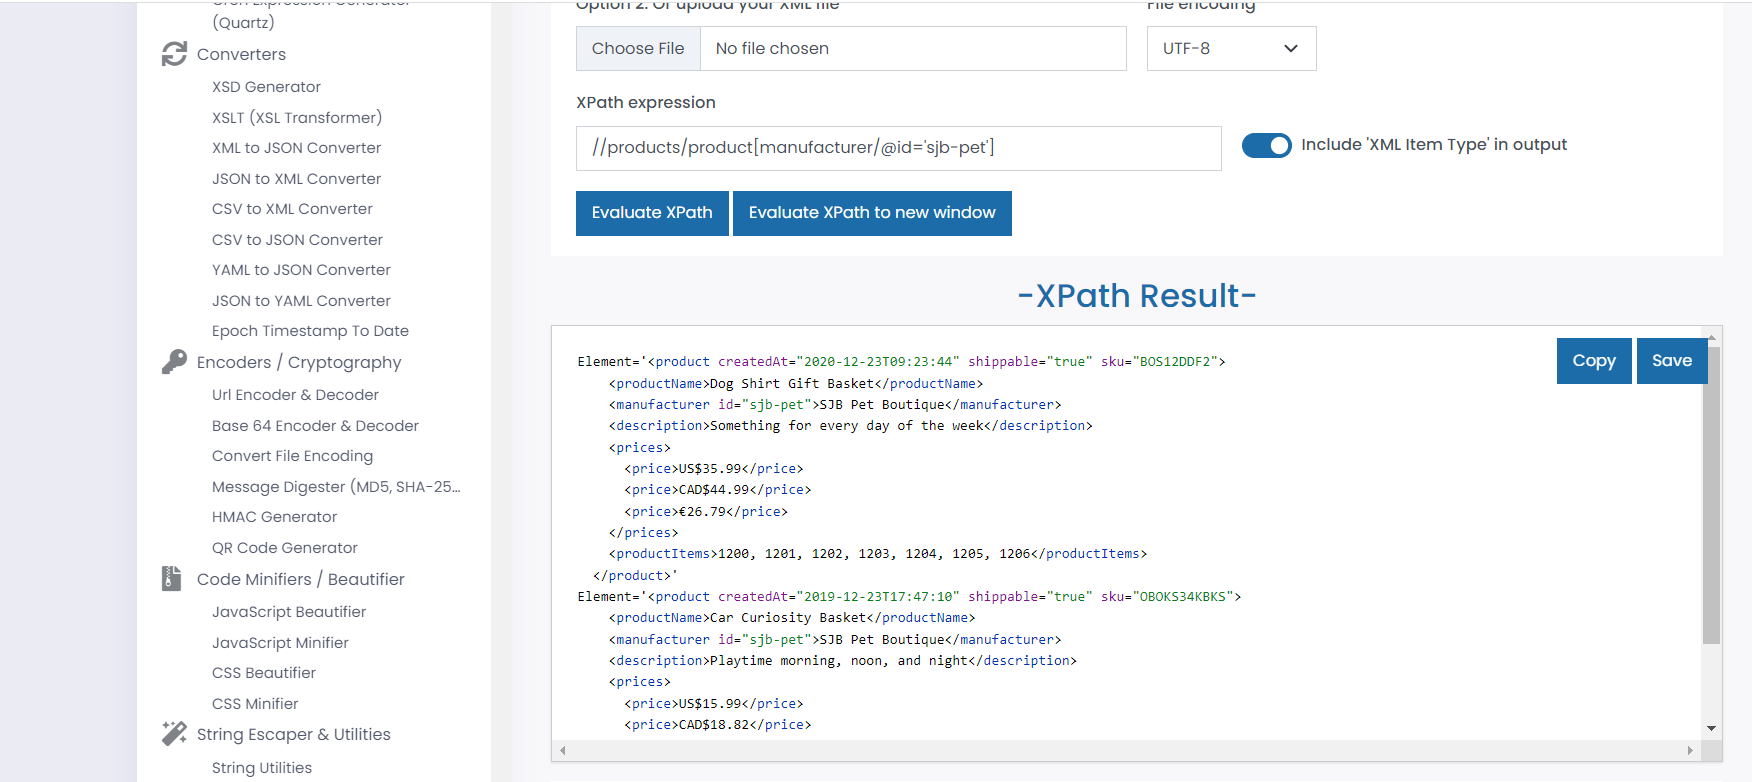 (Quartz)
Converters
XSD Generator
XSLT (XSL Transformer)
XML to JSON Converter
JSON to XML Converter
CSV to XML Converter
CSV to JSON Converter
YAML to JSON Converter
JSON to YAML Converter
Epoch Timestamp To Date
Encoders / Cryptography
Url Encoder & Decoder
Base 64 Encoder & Decoder
Convert File Encoding
Message Digester (MD5, SHA-25...
HMAC Generator
QR Code Generator
Code Minifiers / Beautifier
JavaScript Beautifier
JavaScript Minifier
CSS Beautifier
CSS Minifier
String Escaper & Utilities
String Utilities
Option 2: Or upload your XML file
File encoding
Choose File No file chosen
UTF-8
XPath expression
//products/product[manufacturer/@id='sjb-pet']
Include 'XML Item Type' in output
Evaluate XPath
Evaluate XPath to new window
-XPath Result-
Copy
Save
Element='<product createdAt="2020-12-23T09:23:44" shippable="true" sku="BOS12DDF2">
<productName>Dog Shirt Gift Basket</productName>
<manufacturer id="sjb-pet">SJB Pet Boutique</manufacturer>
<description>Something for every day of the week</description>
<prices>
<price>US$35.99</price>
<price>CAD$44.99</price>
<price>€26.79</price>
</prices>
<productItems>1200, 1201, 1202, 1203, 1204, 1205, 1206</productItems>
</product>'
Element='<product createdAt="2019-12-23T17:47:10" shippable="true" sku="OBOKS34KBKS">
<productName>Car Curiosity Basket</productName>
<manufacturer id="sjb-pet">SJB Pet Boutique</manufacturer>
<description>Playtime morning, noon, and night</description>
<prices>
<price>US$15.99</price>
<price>CAD$18.82</price>